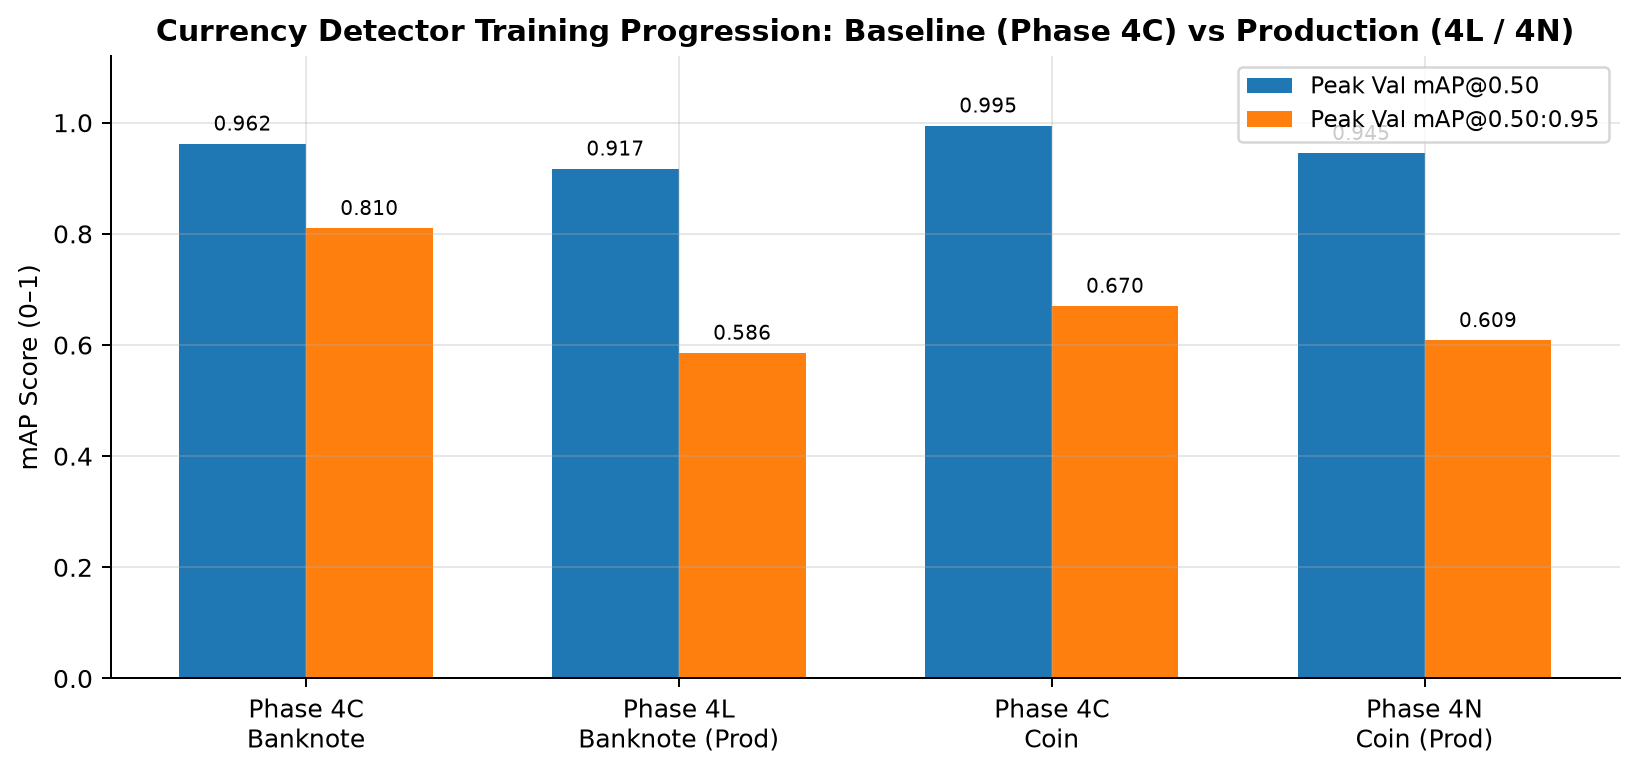 Currency Detector Training Progression: Baseline (Phase 4C) vs Production (4L / 4N)
Peak Val mAP@0.50
Peak Val mAP@0.50:0.95
mAP Score (0–1)
1.0
0.8
0.6
0.4
0.2
0.0
0.962
0.810
0.917
0.586
0.995
0.670
0.945
0.609
Phase 4C
Banknote
Phase 4L
Banknote (Prod)
Phase 4C
Coin
Phase 4N
Coin (Prod)